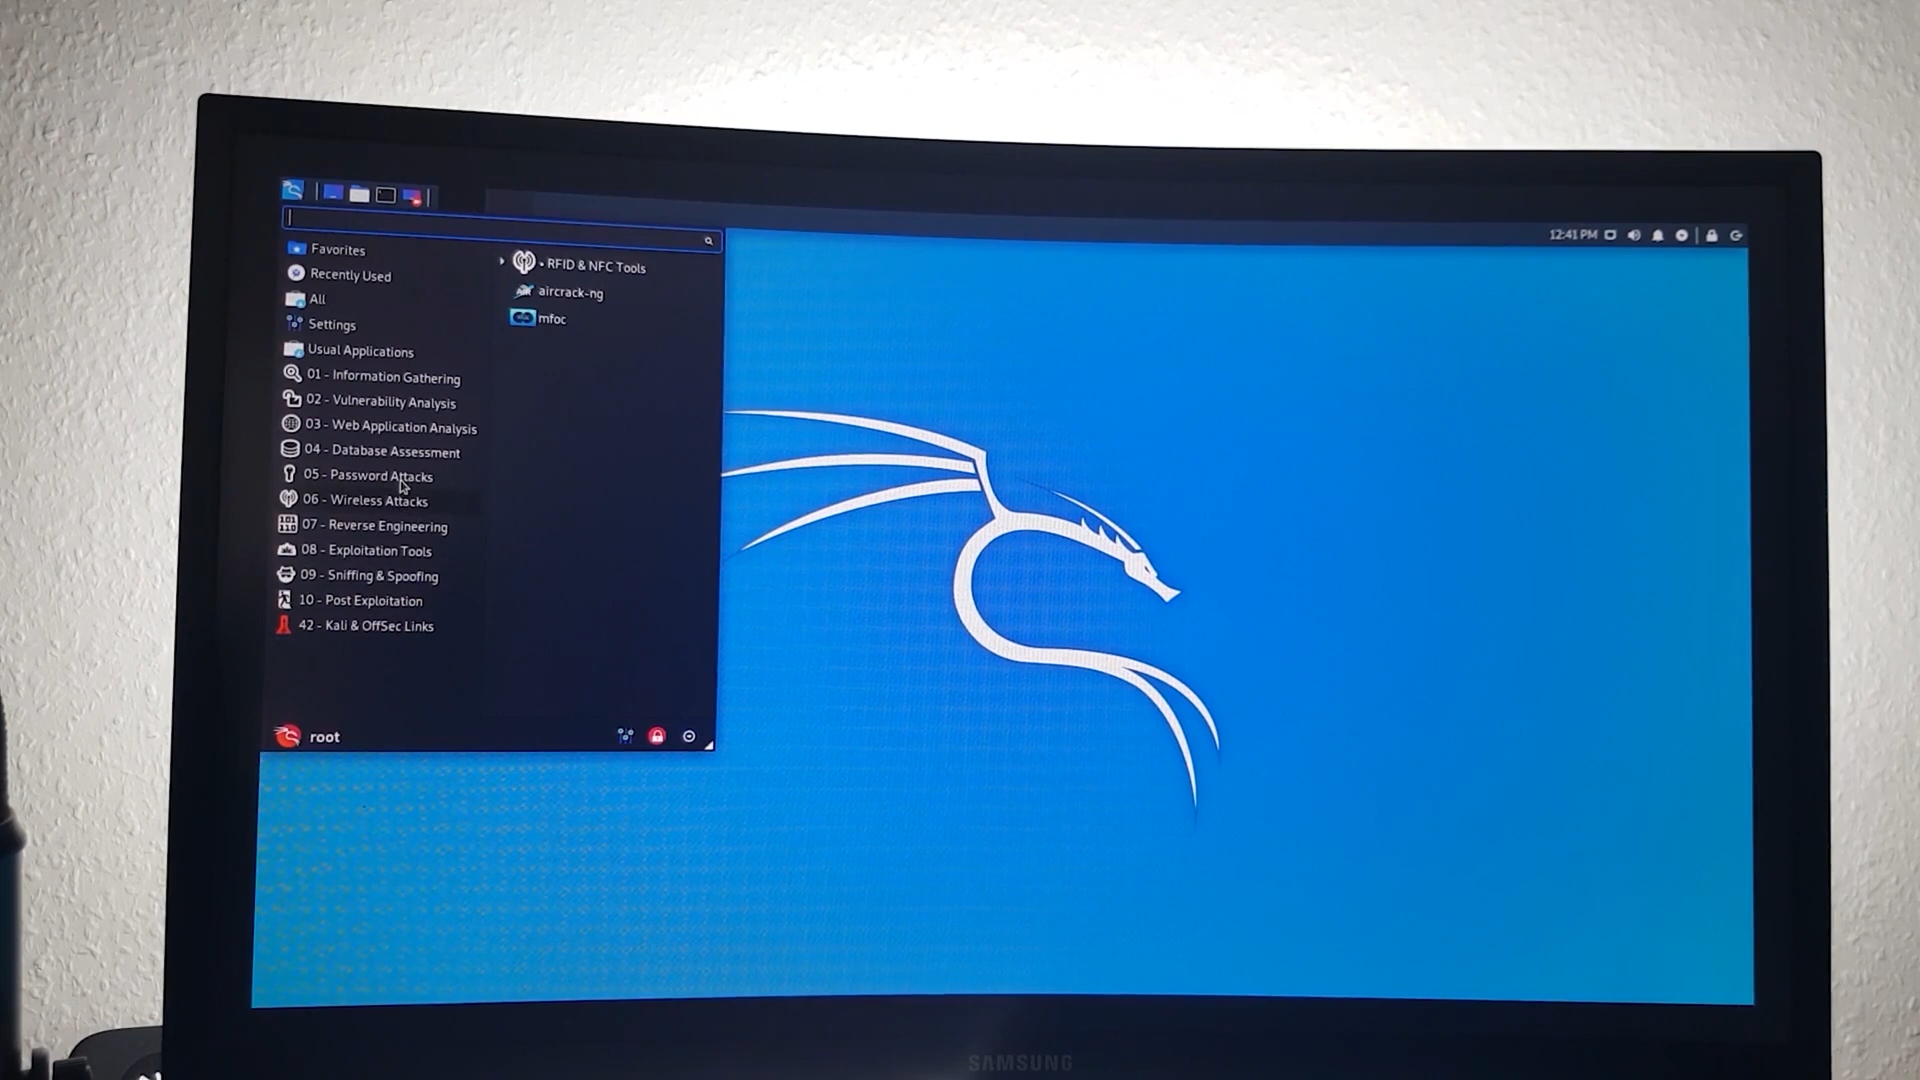 12:41 PM
Favorites
Recently Used
All
Settings
Usual Applications
01 - Information Gathering
02 - Vulnerability Analysis
03 - Web Application Analysis
04 - Database Assessment
05 - Password Attacks
06 - Wireless Attacks
07 - Reverse Engineering
08 - Exploitation Tools
09 - Sniffing & Spoofing
10 - Post Exploitation
42 - Kali & OffSec Links
• RFID & NFC Tools
aircrack-ng
mfoc
root
SAMSUNG